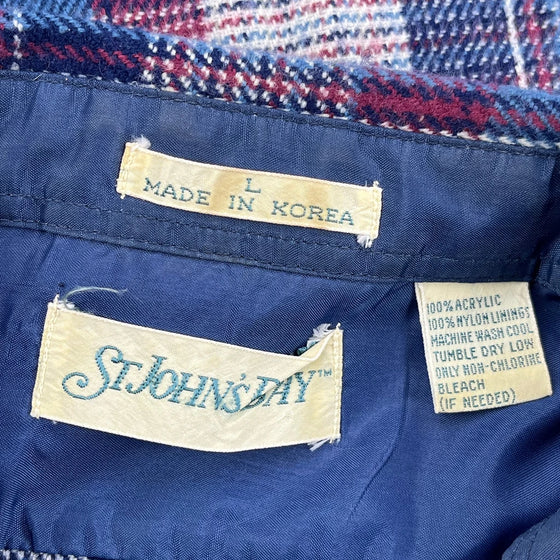 L
MADE IN KOREA
ST. JOHN'S BAY™
100% ACRYLIC
100% NYLON LININGS
MACHINE WASH COOL
TUMBLE DRY LOW
ONLY NON-CHLORINE
BLEACH
(IF NEEDED)